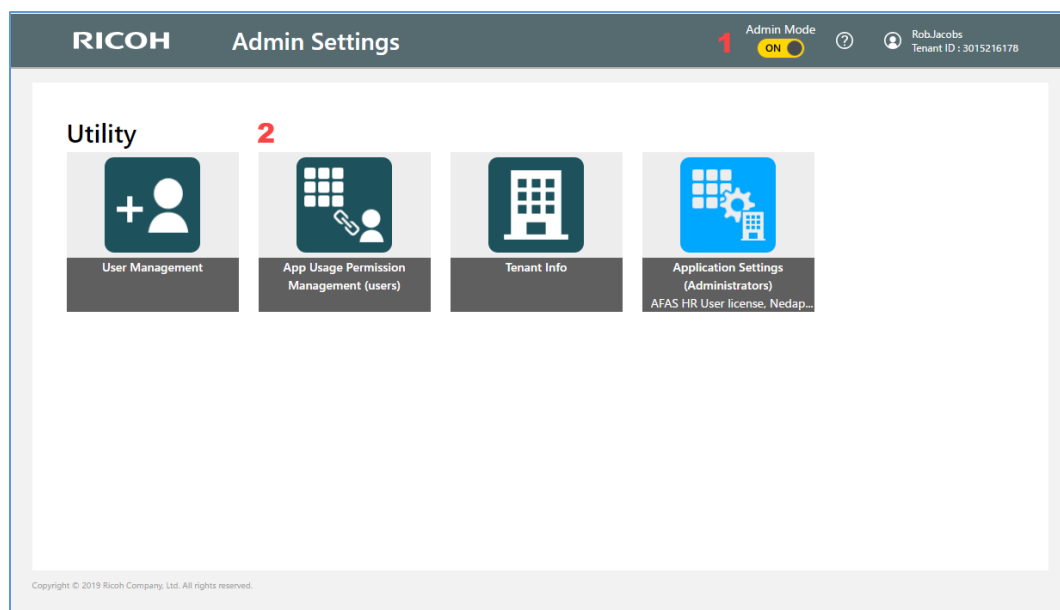 RICOH
Admin Settings
1
Admin Mode
ON
?
RobJacobs
Tenant ID : 3015216178
Utility
2
User Management
App Usage Permission
Management (users)
Tenant Info
Application Settings
(Administrators)
AFAS HR User license, Nedap...
Copyright © 2019 Ricoh Company, Ltd. All rights reserved.